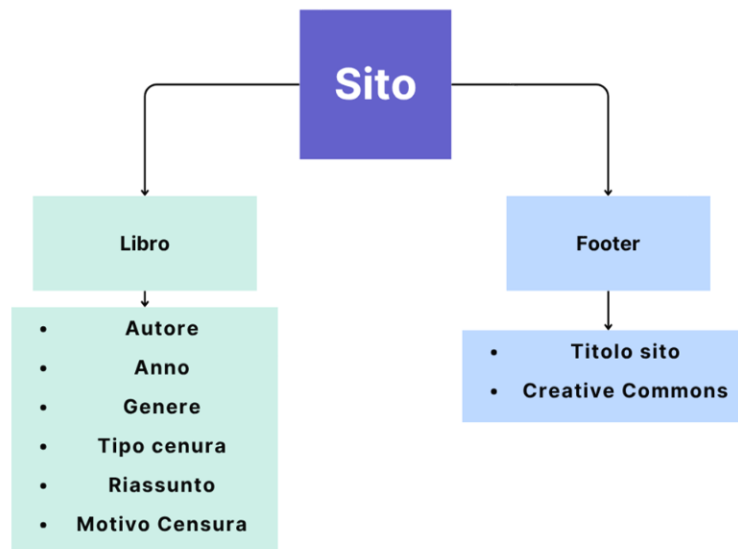 Sito
Libro
Footer
Autore
Anno
Genere
Tipo cenura
Riassunto
Motivo Censura
Titolo sito
Creative Commons